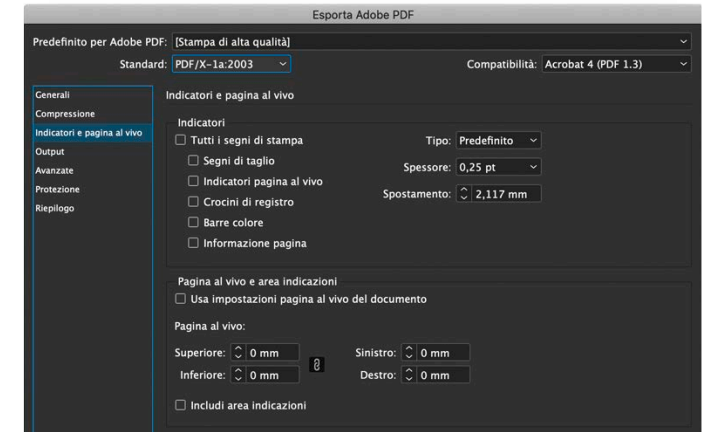 Esporta Adobe PDF
Predefinito per Adobe PDF: [Stampa di alta qualità]
Standard: PDF/X-1a:2003 Compatibilità: Acrobat 4 (PDF 1.3)
Generali
Compressione
Indicatori e pagina al vivo
Output
Avanzate
Protezione
Riepilogo
Indicatori e pagina al vivo
Indicatori
Tutti i segni di stampa Tipo: Predefinito
Segni di taglio Spessore: 0,25 pt
Indicatori pagina al vivo Spostamento: 2,117 mm
Crocini di registro
Barre colore
Informazione pagina
Pagina al vivo e area indicazioni
Usa impostazioni pagina al vivo del documento
Pagina al vivo:
Superiore: 0 mm Sinistro: 0 mm
Inferiore: 0 mm Destro: 0 mm
Includi area indicazioni